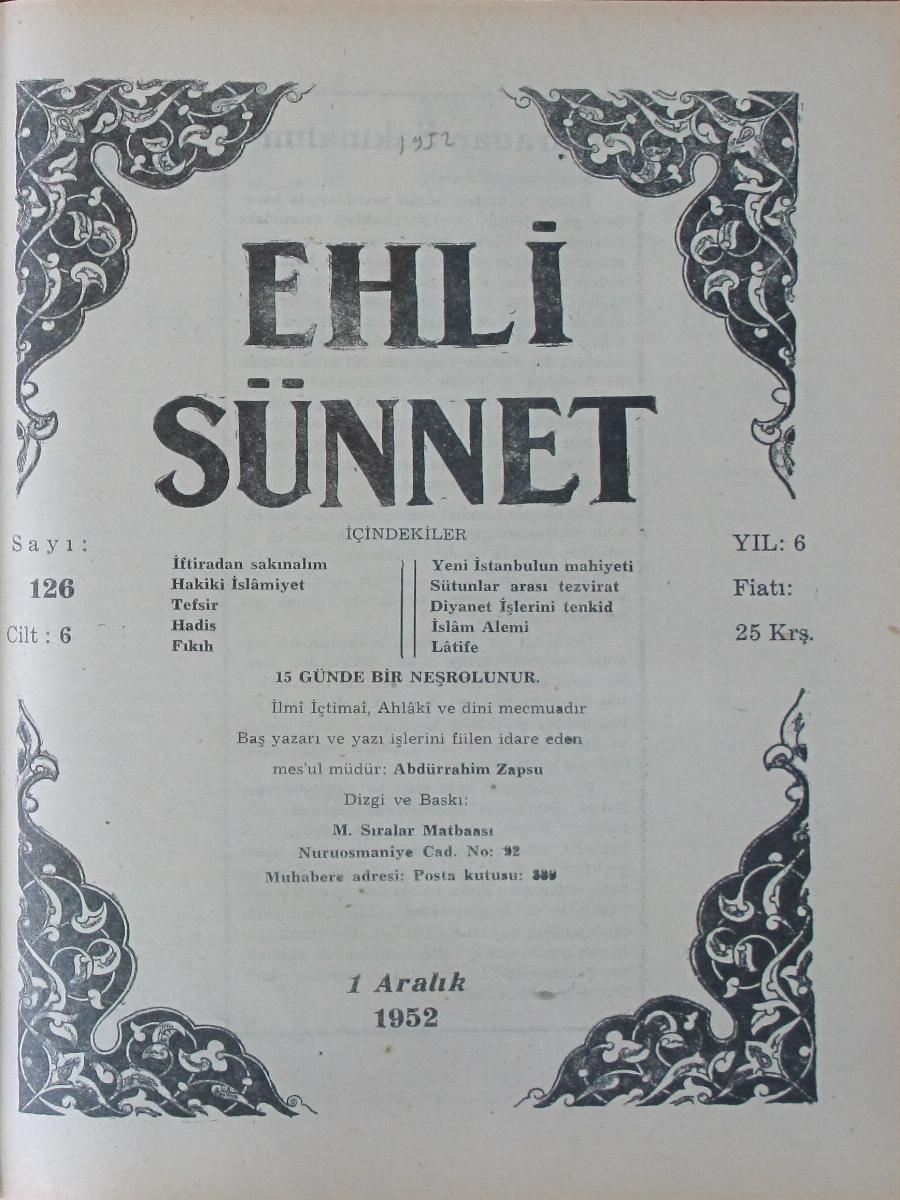 1952
EHLİ
SÜNNET
Sayı:
126
Cilt : 6
İÇİNDEKİLER
İftiradan sakınalım
Hakiki İslâmiyet
Tefsir
Hadis
Fıkıh
Yeni İstanbulun mahiyeti
Sütunlar arası tezvirat
Diyanet İşlerini tenkid
İslâm Alemi
Lâtife
YIL: 6
Fiatı:
25 Krş.
15 GÜNDE BİR NEŞROLUNUR.
İlmî İçtimaî, Ahlâkî ve dini mecmuadır
Baş yazarı ve yazı işlerini fiilen idare eden
mes'ul müdür: Abdürrahim Zapsu
Dizgi ve Baskı:
M. Sıralar Matbaası
Nuruosmaniye Cad. No: 92
Muhabere adresi: Posta kutusu:
1 Aralık
1952